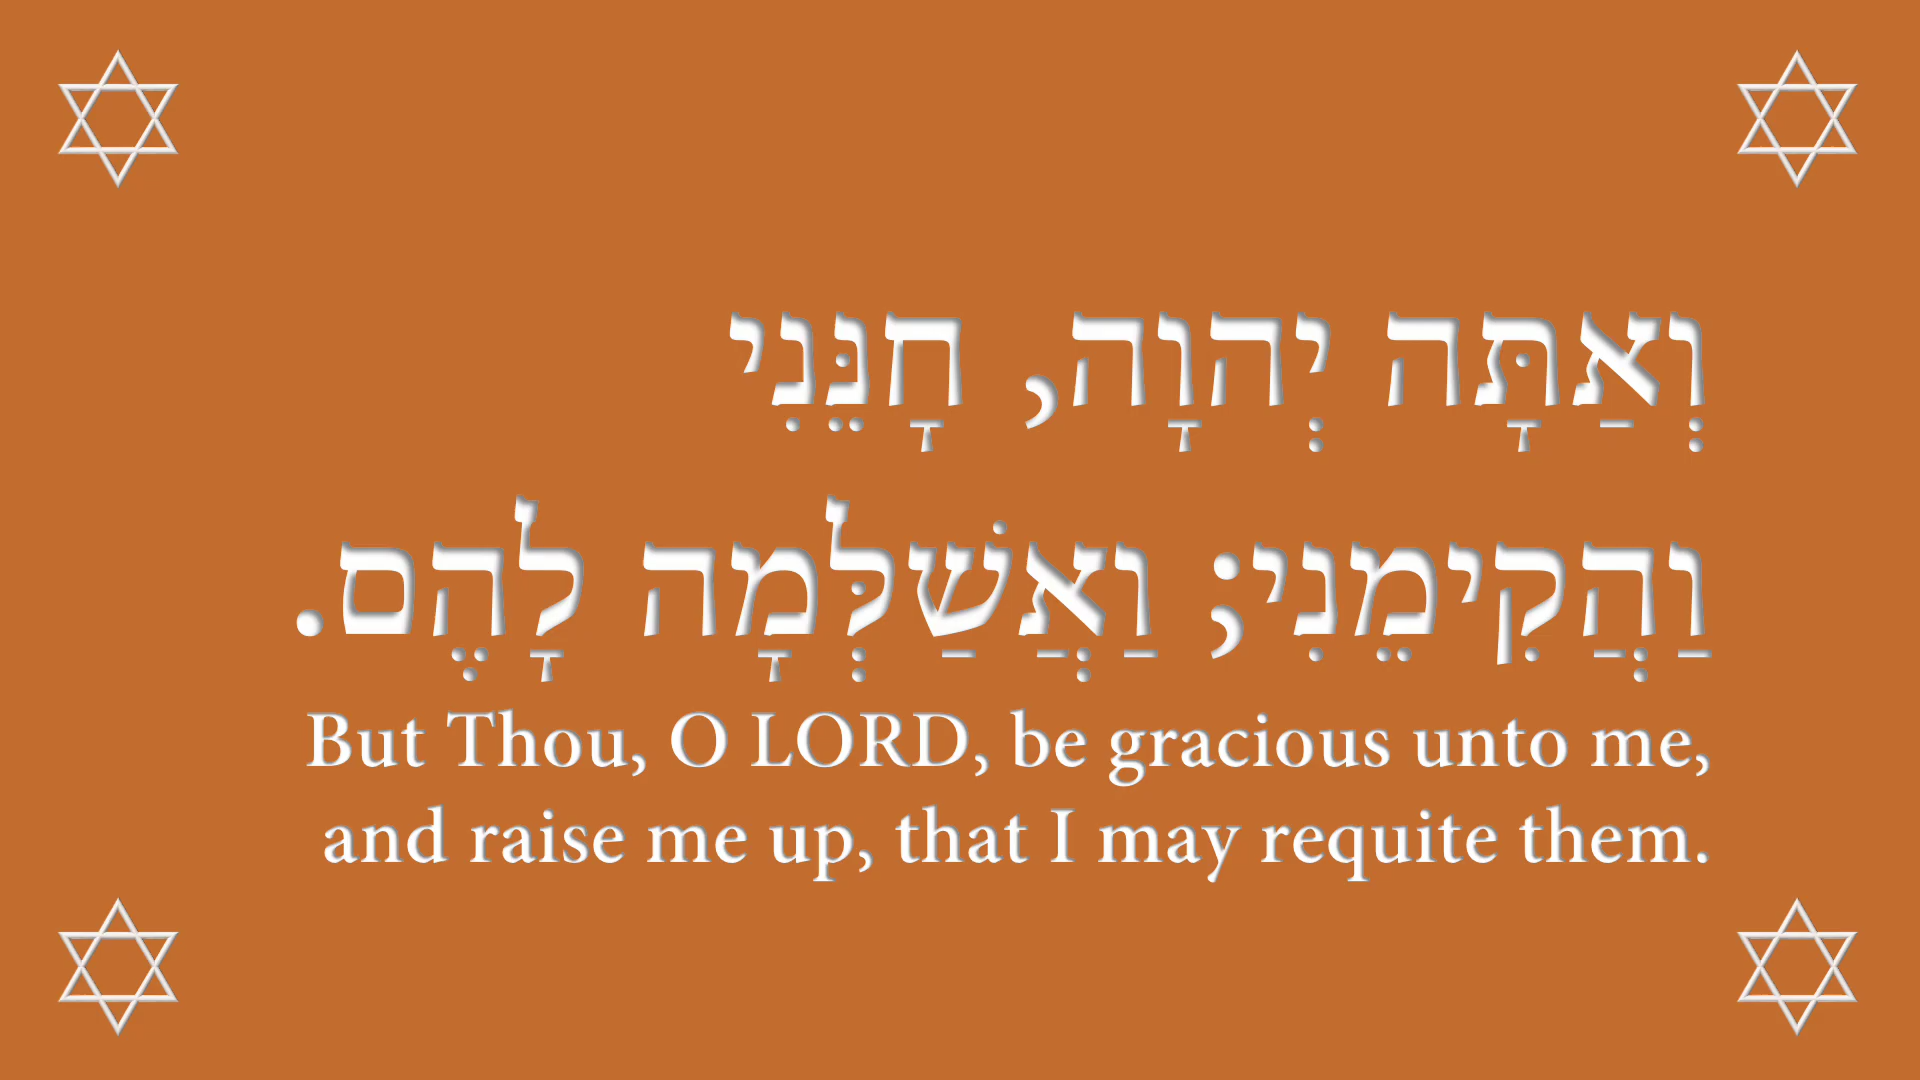 וְאַתָּה יְהוָה, חָנֵּנִי
וַהֲקִימֵנִי; וַאֲשַׁלְּמָה לָהֶם.
But Thou, O LORD, be gracious unto me,
and raise me up, that I may requite them.